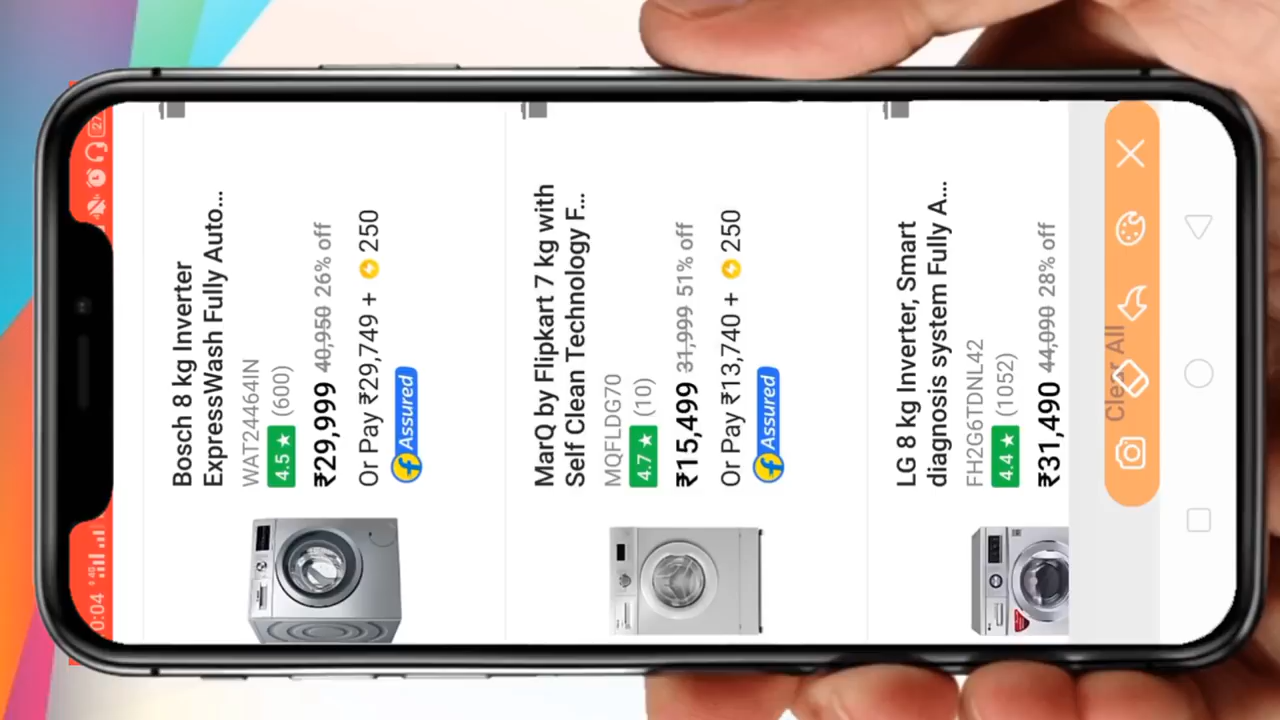 Bosch 8 kg Inverter
ExpressWash Fully Auto...
WAT24464IN
4.5 ★ (600)
₹29,999 40,950 26% off
Or Pay ₹29,749 + 250
Assured
MarQ by Flipkart 7 kg with
Self Clean Technology F...
MQFLDG70
4.7 ★ (10)
₹15,499 31,999 51% off
Or Pay ₹13,740 + 250
Assured
LG 8 kg Inverter, Smart
diagnosis system Fully A...
FH2G6TDNL42
4.4 ★ (1052)
₹31,490 44,090 28% off
Clear All